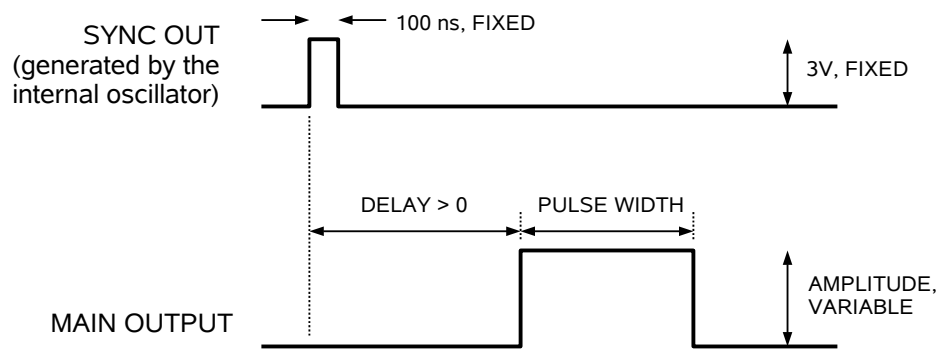 100 ns, FIXED
SYNC OUT
(generated by the
internal oscillator)
3V, FIXED
DELAY > 0
PULSE WIDTH
AMPLITUDE,
VARIABLE
MAIN OUTPUT